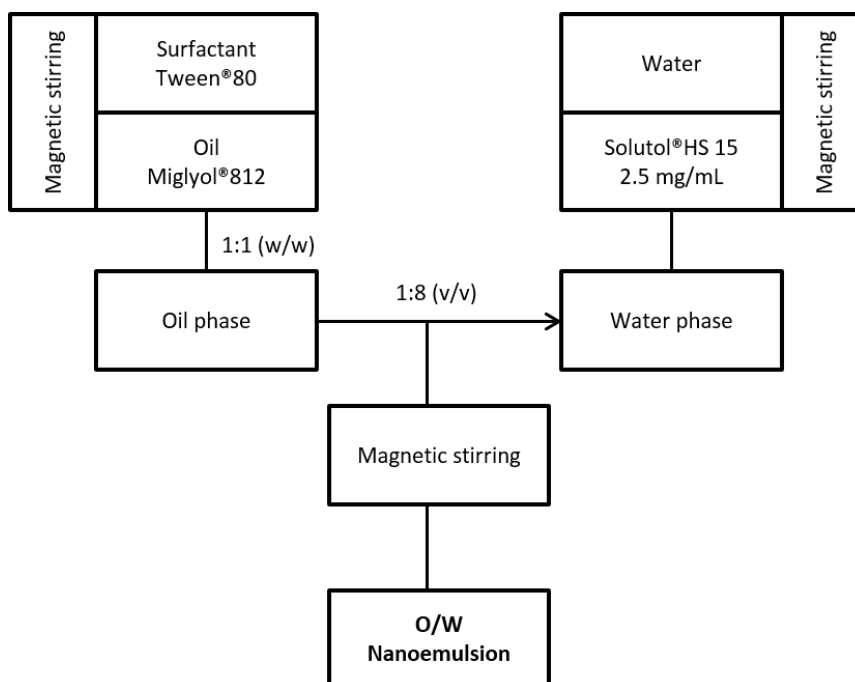 Magnetic stirring
Surfactant
Tween®80
Oil
Miglyol®812
Water
Solutol®HS 15
2.5 mg/mL
Magnetic stirring
1:1 (w/w)
Oil phase
1:8 (v/v)
Water phase
Magnetic stirring
O/W
Nanoemulsion